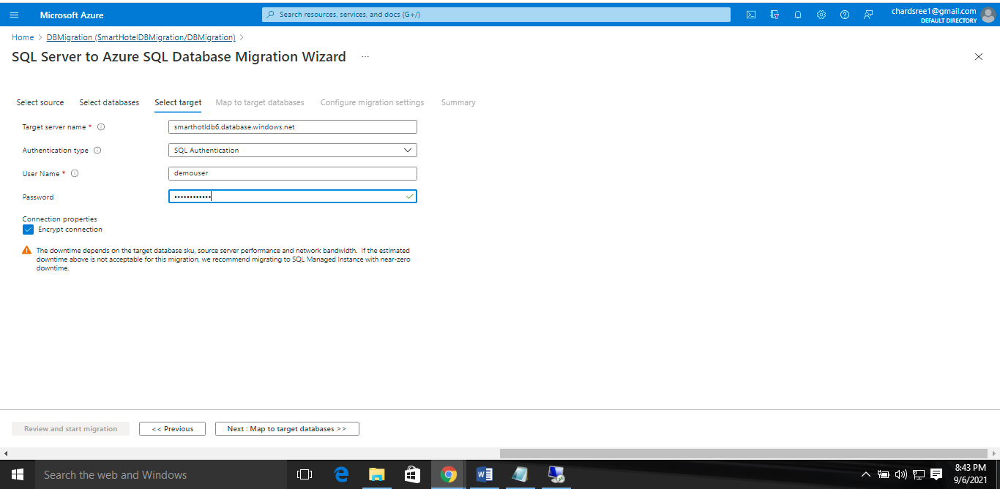 Microsoft Azure
Search resources, services, and docs (G+/)
chardsree1@gmail.com
DEFAULT DIRECTORY
Home > DBMigration (SmartHotelDBMigration/DBMigration) >
SQL Server to Azure SQL Database Migration Wizard ...
Select source Select databases Select target Map to target databases Configure migration settings Summary
Target server name * smarthotldb6.database.windows.net
Authentication type SQL Authentication
User Name * demouser
Password ••••••••••••
Connection properties
Encrypt connection
The downtime depends on the target database sku, source server performance and network bandwidth. If the estimated
downtime above is not acceptable for this migration, we recommend migrating to SQL Managed Instance with near-zero
downtime.
Review and start migration << Previous Next : Map to target databases >>
Search the web and Windows
8:43 PM
9/6/2021